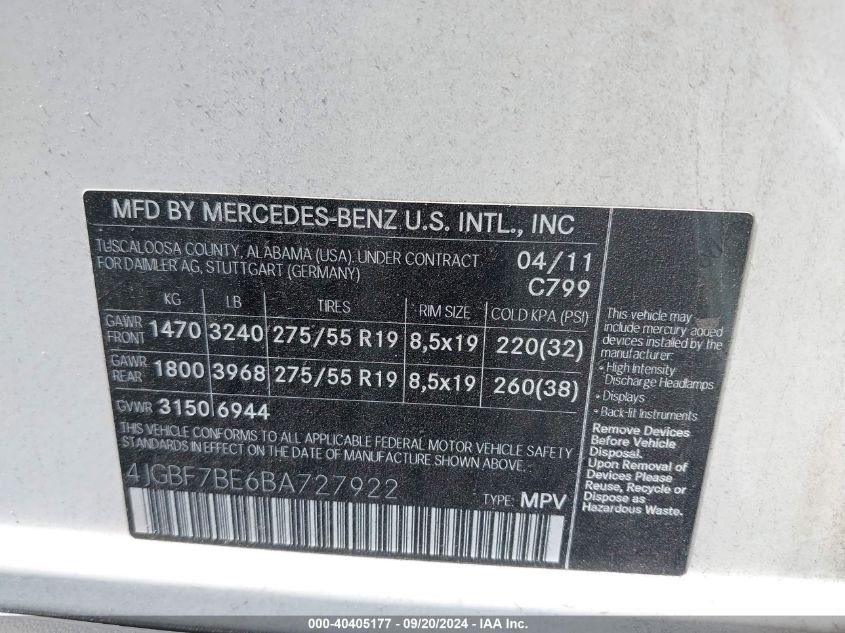 MFD BY MERCEDES-BENZ U.S. INTL., INC
TUSCALOOSA COUNTY, ALABAMA (USA). UNDER CONTRACT
FOR DAIMLER AG, STUTTGART (GERMANY)
04/11
C799
KG LB TIRES RIM SIZE COLD KPA (PSI)
GAWR FRONT 1470 3240 275/55 R19 8,5x19 220(32)
GAWR REAR 1800 3968 275/55 R19 8,5x19 260(38)
GVWR 3150 6944
THIS VEHICLE CONFORMS TO ALL APPLICABLE FEDERAL MOTOR VEHICLE SAFETY
STANDARDS IN EFFECT ON THE DATE OF MANUFACTURE SHOWN ABOVE.
4JGBF7BE6BA727922
TYPE: MPV
This vehicle may
include mercury added
devices installed by the
manufacturer:
• High Intensity
Discharge Headlamps
• Displays
• Back-lit Instruments
Remove Devices
Before Vehicle
Disposal.
Upon Removal of
Devices Please
Reuse, Recycle or
Dispose as
Hazardous Waste.
000-40405177 - 09/20/2024 - IAA Inc.